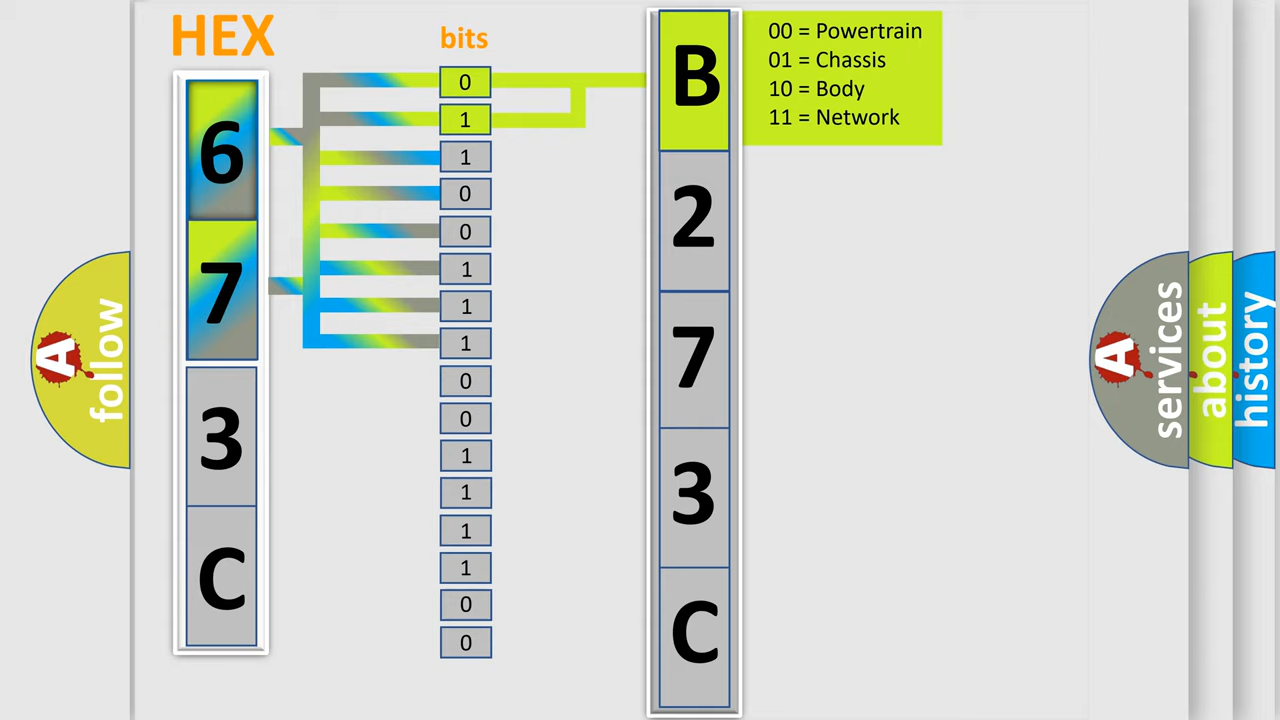 HEX
bits
6
7
3
C
0
1
1
0
0
1
1
1
0
0
1
1
1
1
0
0
B
2
7
3
C
00 = Powertrain
01 = Chassis
10 = Body
11 = Network
A
follow
A
services
about
history